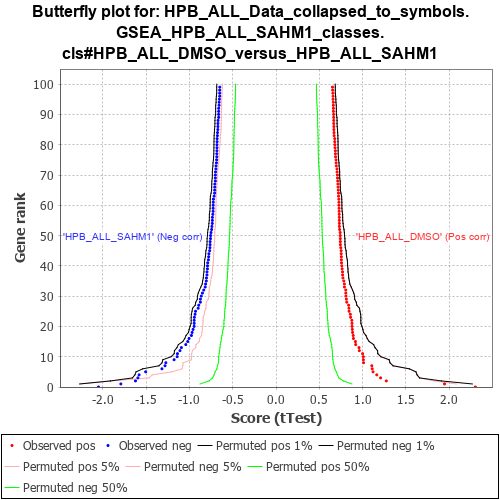 Butterfly plot for: HPB_ALL_Data_collapsed_to_symbols.
GSEA_HPB_ALL_SAHM1_classes.
cls#HPB_ALL_DMSO_versus_HPB_ALL_SAHM1
100
90
80
70
60
50
40
30
20
10
0
Gene rank
'HPB_ALL_SAHM1' (Neg corr)
'HPB_ALL_DMSO' (Pos corr)
-2.0 -1.5 -1.0 -0.5 0.0 0.5 1.0 1.5 2.0
Score (tTest)
Observed pos Observed neg Permuted pos 1% Permuted neg 1%
Permuted pos 5% Permuted neg 5% Permuted pos 50%
Permuted neg 50%